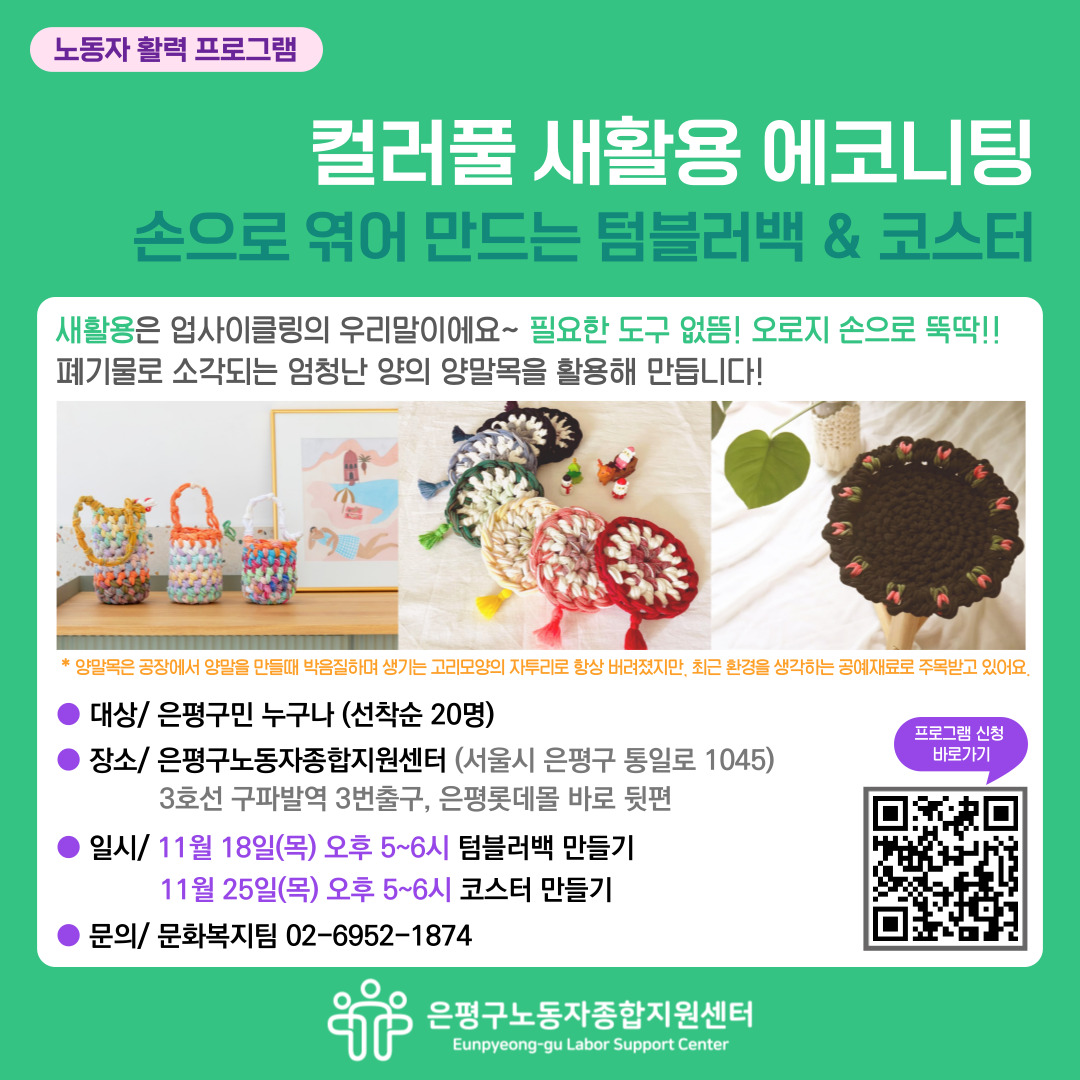 노동자 활력 프로그램
컬러풀 새활용 에코니팅
손으로 엮어 만드는 텀블러백 & 코스터
새활용은 업사이클링의 우리말이에요~ 필요한 도구 없뜸! 오로지 손으로 뚝딱!!
폐기물로 소각되는 엄청난 양의 양말목을 활용해 만듭니다!
* 양말목은 공장에서 양말을 만들때 박음질하며 생기는 고리모양의 자투리로 항상 버려졌지만, 최근 환경을 생각하는 공예재료로 주목받고 있어요.
● 대상/ 은평구민 누구나 (선착순 20명)
● 장소/ 은평구노동자종합지원센터 (서울시 은평구 통일로 1045)
3호선 구파발역 3번출구, 은평롯데몰 바로 뒷편
● 일시/ 11월 18일(목) 오후 5~6시 텀블러백 만들기
11월 25일(목) 오후 5~6시 코스터 만들기
● 문의/ 문화복지팀 02-6952-1874
프로그램 신청
바로가기
은평구노동자종합지원센터
Eunpyeong-gu Labor Support Center